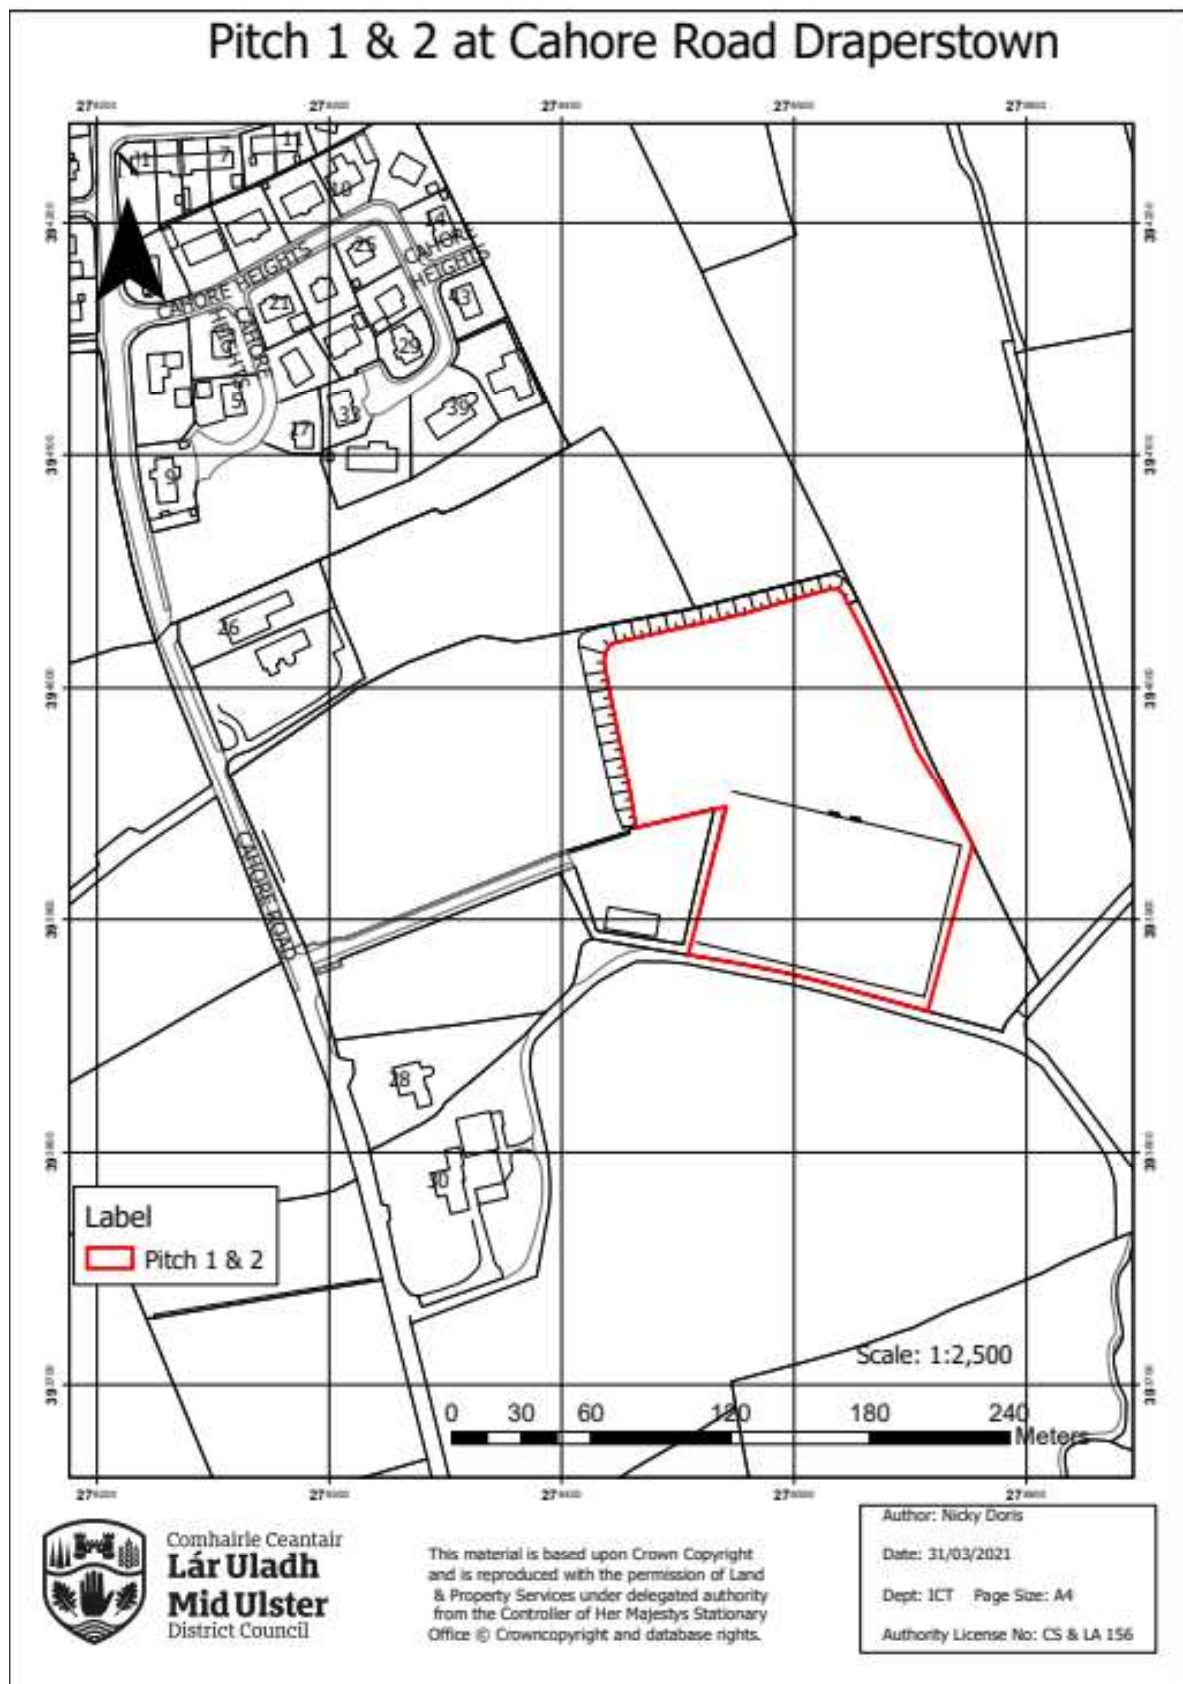 Pitch 1 & 2 at Cahore Road Draperstown
11
7
10
14
CAHORE HEIGHTS
25
CAHORE
HEIGHTS
43
21
CAHORE
HEIGHTS
29
5
33
39
17
9
26
CAHORE ROAD
28
30
Label
Pitch 1 & 2
Scale: 1:2,500
0 30 60 120 180 240
Meters
Comhairle Ceantair
Lár Uladh
Mid Ulster
District Council
This material is based upon Crown Copyright
and is reproduced with the permission of Land
& Property Services under delegated authority
from the Controller of Her Majestys Stationary
Office © Crowncopyright and database rights.
Author: Nicky Doris
Date: 31/03/2021
Dept: ICT Page Size: A4
Authority License No: CS & LA 156